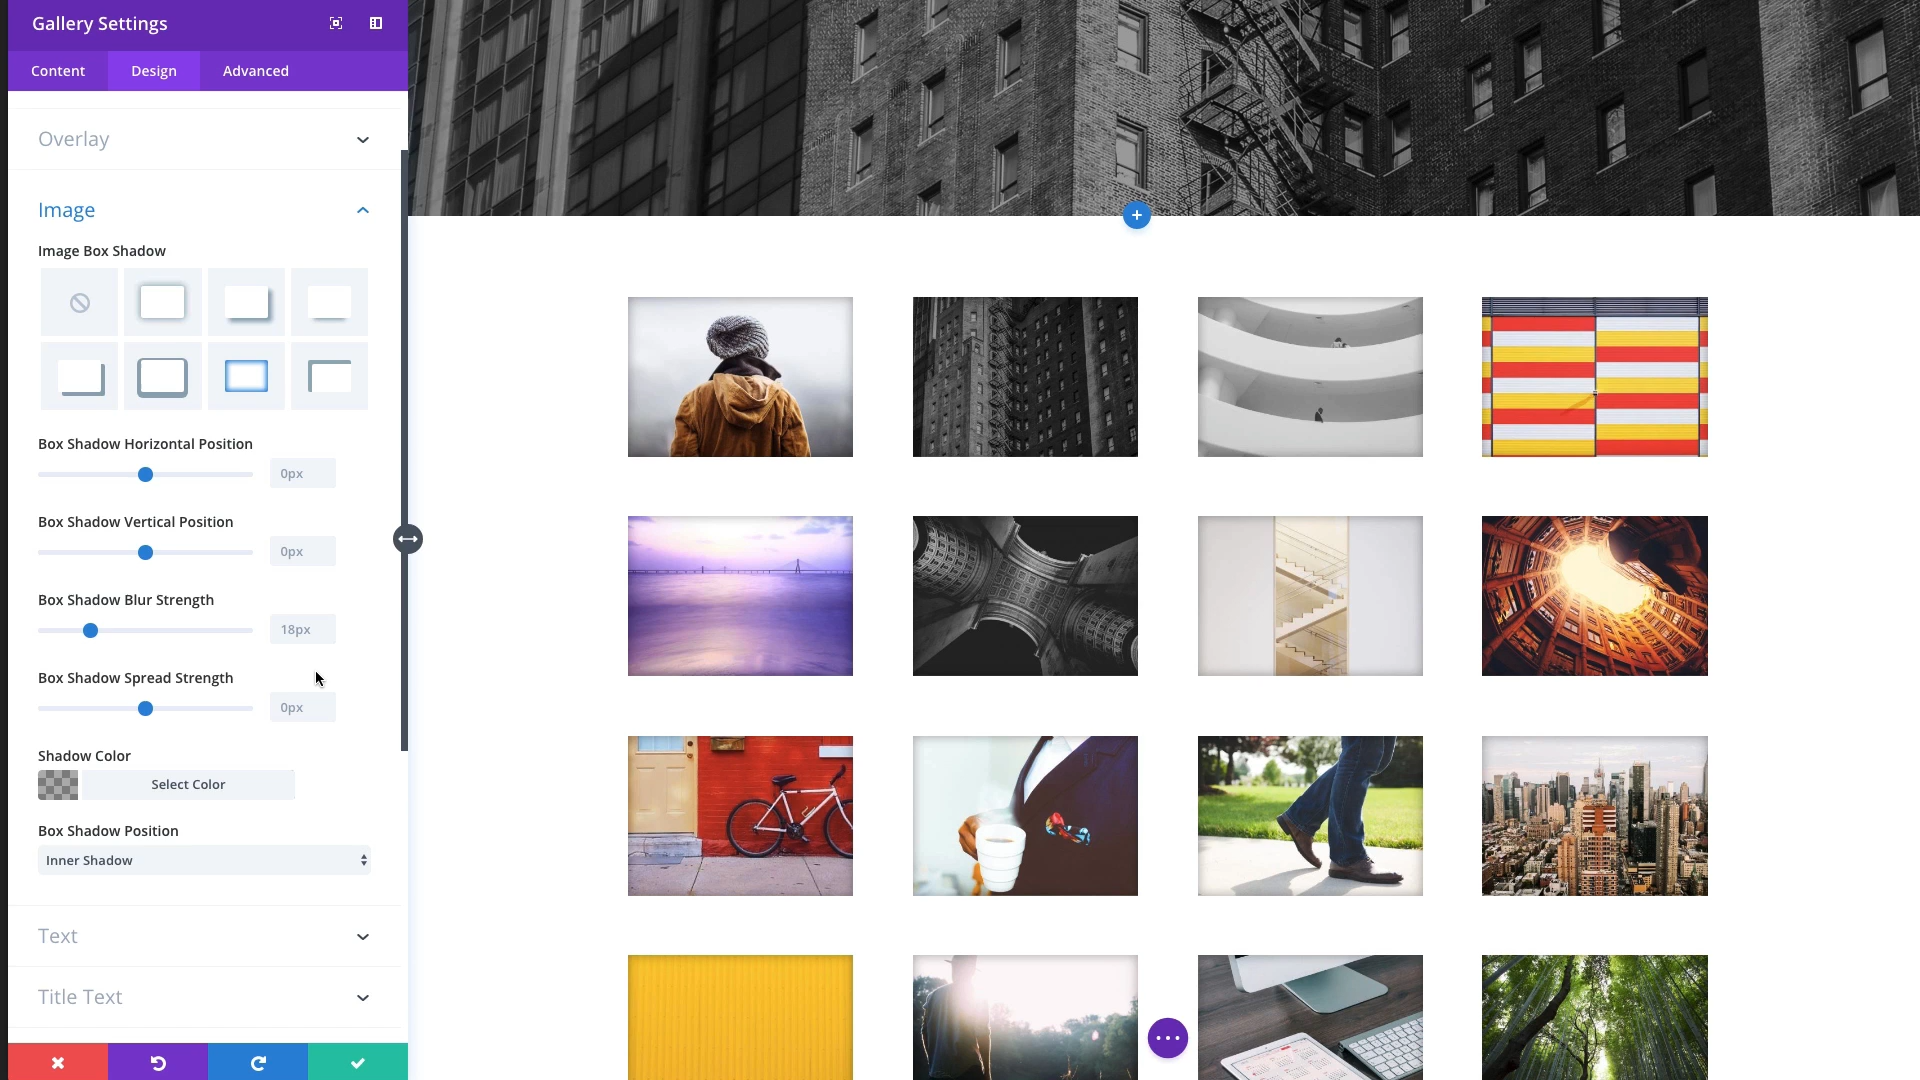 Gallery Settings
Content
Design
Advanced
Overlay
Image
Image Box Shadow
Box Shadow Horizontal Position
0px
Box Shadow Vertical Position
0px
Box Shadow Blur Strength
18px
Box Shadow Spread Strength
0px
Shadow Color
Select Color
Box Shadow Position
Inner Shadow
Text
Title Text